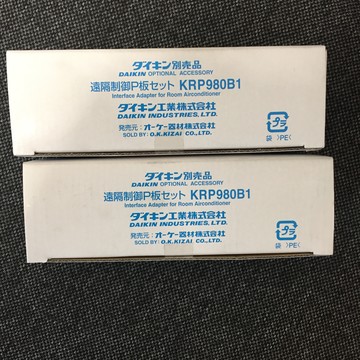 ダイキン別売品
DAIKIN OPTIONAL ACCESSORY
遠隔制御P板セット KRP980B1
Interface Adapter for Room Airconditioner
ダイキン工業株式会社
DAIKIN INDUSTRIES, LTD.
発売元：オーケー器材株式会社
SOLD BY: O.K.KIZAI CO.,LTD.
プラ
袋 >PE<
ダイキン別売品
DAIKIN OPTIONAL ACCESSORY
遠隔制御P板セット KRP980B1
Interface Adapter for Room Airconditioner
ダイキン工業株式会社
DAIKIN INDUSTRIES, LTD.
発売元：オーケー器材株式会社
SOLD BY: O.K.KIZAI CO.,LTD.
プラ
袋 >PE<